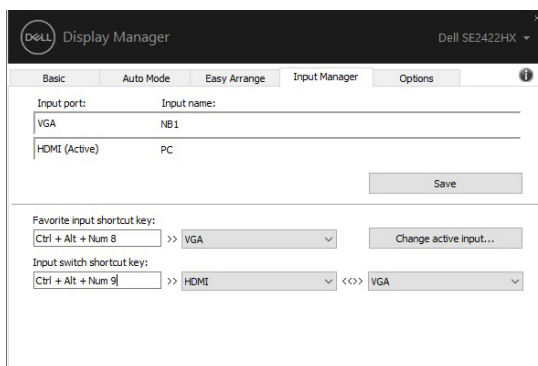 DELL Display Manager Dell SE2422HX
Basic Auto Mode Easy Arrange Input Manager Options
Input port: Input name:
VGA NB1
HDMI (Active) PC
Save
Favorite input shortcut key:
Ctrl + Alt + Num 8 >> VGA Change active input...
Input switch shortcut key:
Ctrl + Alt + Num 9 >> HDMI <<>> VGA